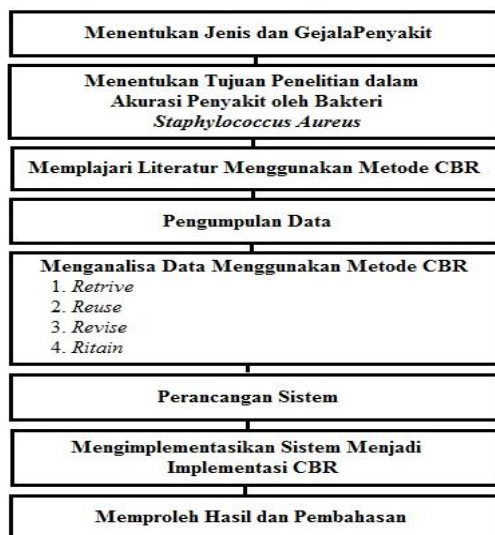 Menentukan Jenis dan GejalaPenyakit
Menentukan Tujuan Penelitian dalam
Akurasi Penyakit oleh Bakteri
Staphylococcus Aureus
Memplajari Literatur Menggunakan Metode CBR
Pengumpulan Data
Menganalisa Data Menggunakan Metode CBR
1. Retrive
2. Reuse
3. Revise
4. Ritain
Perancangan Sistem
Mengimplementasikan Sistem Menjadi
Implementasi CBR
Memproleh Hasil dan Pembahasan